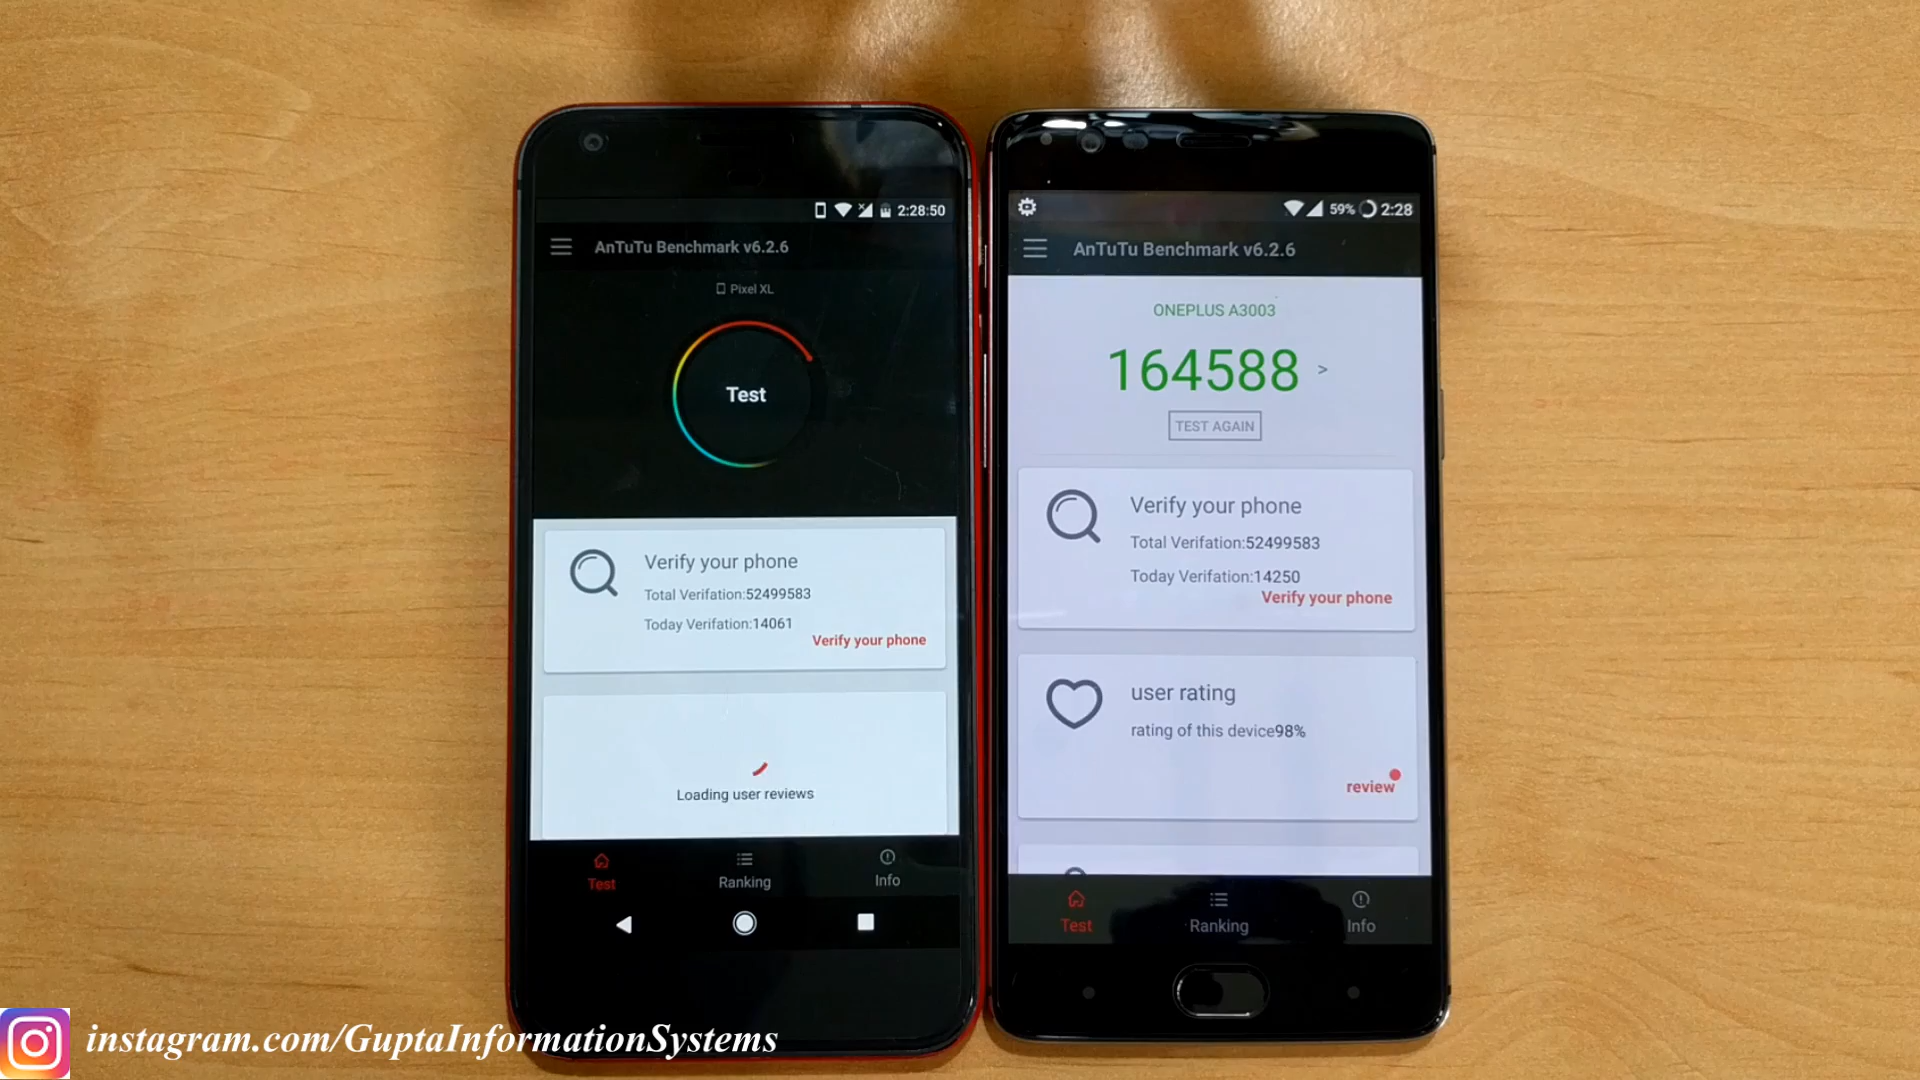 2:28:50
AnTuTu Benchmark v6.2.6
Pixel XL
Test
Verify your phone
Total Verifation:52499583
Today Verifation:14061
Verify your phone
Loading user reviews
Test
Ranking
Info
59%
2:28
AnTuTu Benchmark v6.2.6
ONEPLUS A3003
164588 >
TEST AGAIN
Verify your phone
Total Verifation:52499583
Today Verifation:14250
Verify your phone
user rating
rating of this device98%
review
Test
Ranking
Info
instagram.com/GuptaInformationSystems